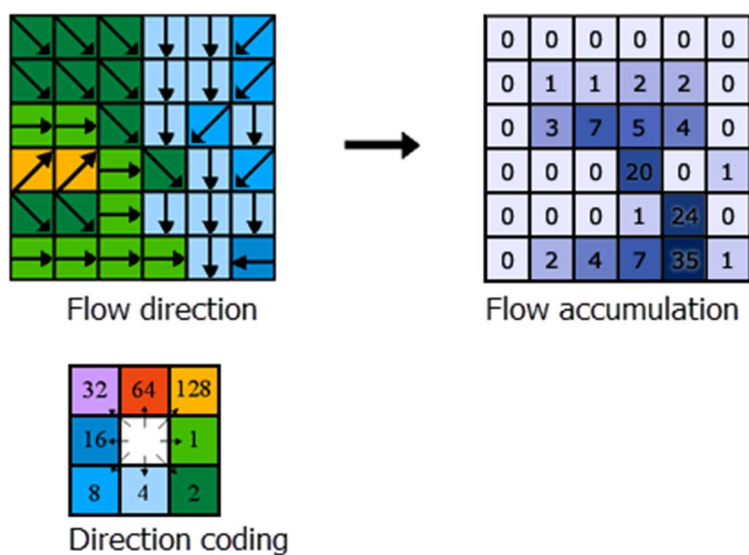 0 0 0 0 0 0
0 1 1 2 2 0
0 3 7 5 4 0
0 0 0 20 0 1
0 0 0 1 24 0
0 2 4 7 35 1
Flow direction
Flow accumulation
32 64 128
16 1
8 4 2
Direction coding